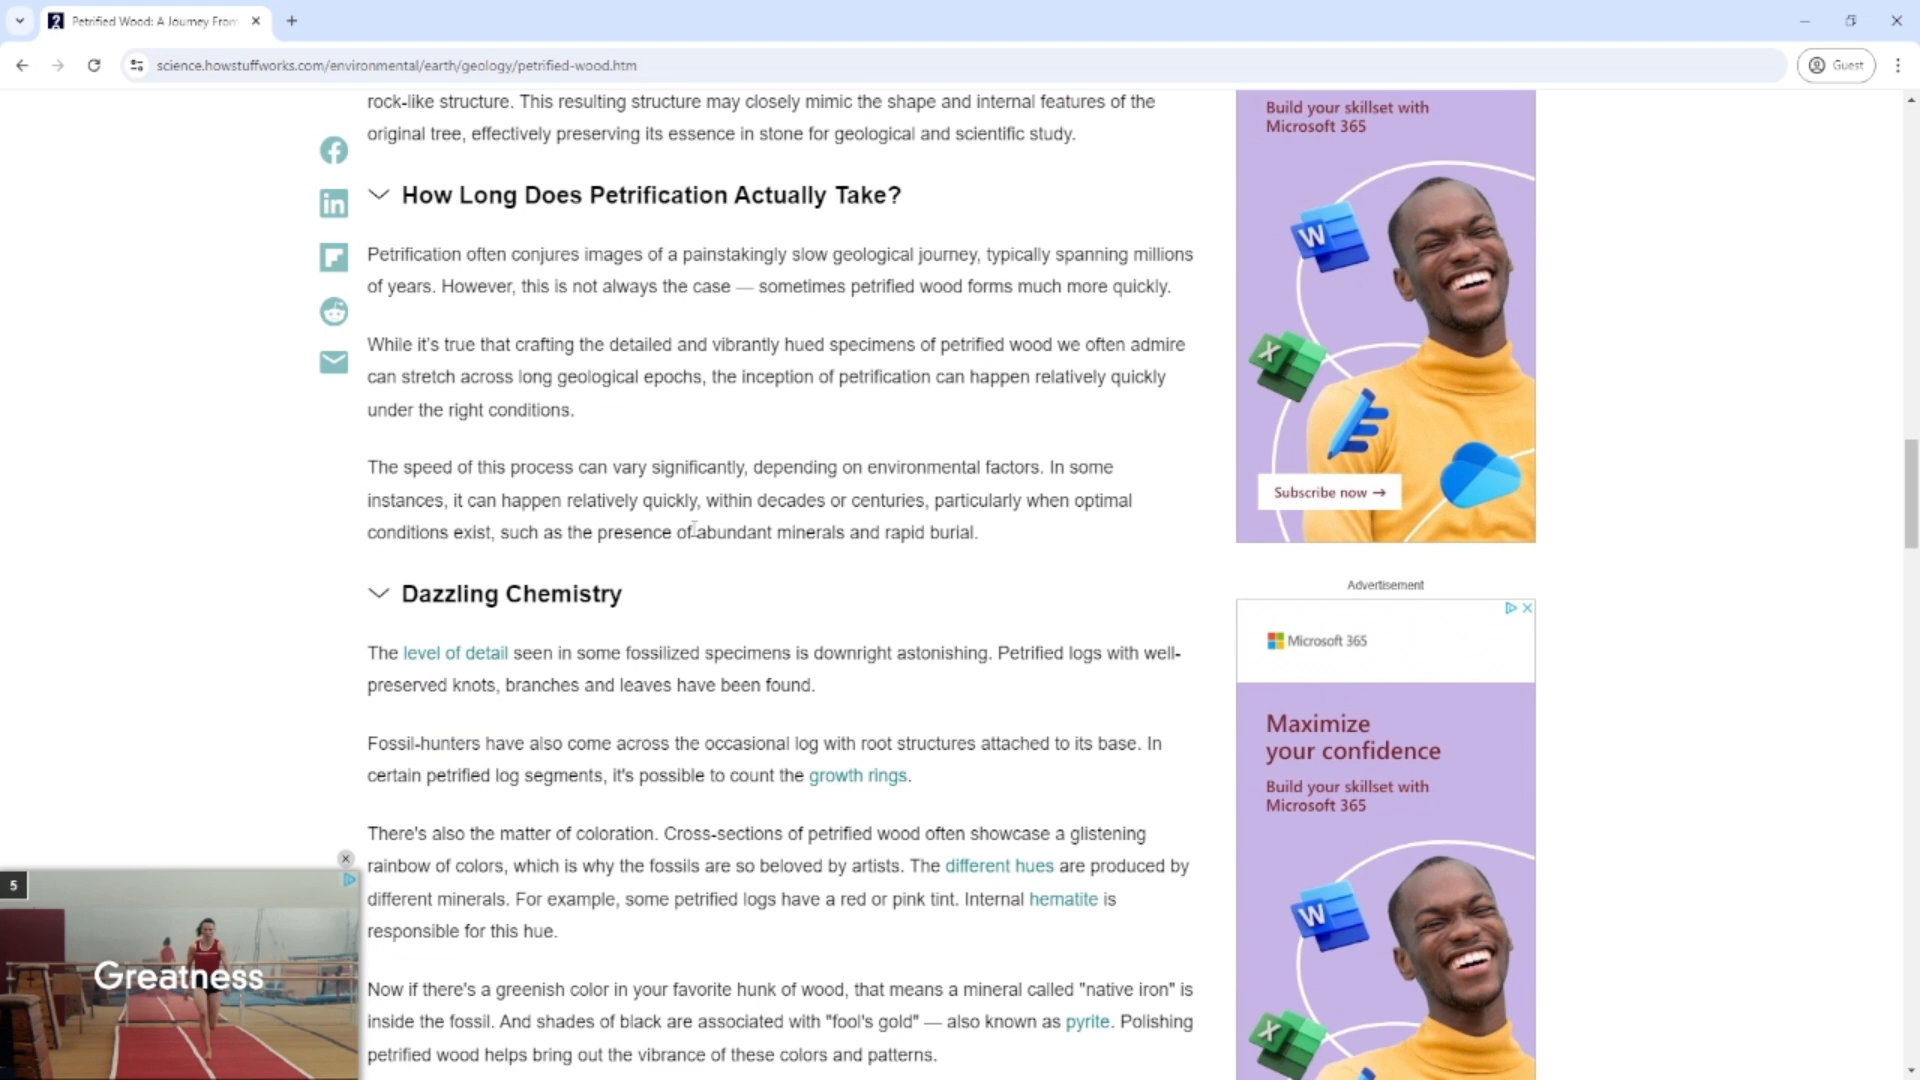 Petrified Wood: A Journey From
science.howstuffworks.com/environmental/earth/geology/petrified-wood.htm
Guest
rock-like structure. This resulting structure may closely mimic the shape and internal features of the
original tree, effectively preserving its essence in stone for geological and scientific study.
How Long Does Petrification Actually Take?
Petrification often conjures images of a painstakingly slow geological journey, typically spanning millions
of years. However, this is not always the case — sometimes petrified wood forms much more quickly.
While it's true that crafting the detailed and vibrantly hued specimens of petrified wood we often admire
can stretch across long geological epochs, the inception of petrification can happen relatively quickly
under the right conditions.
The speed of this process can vary significantly, depending on environmental factors. In some
instances, it can happen relatively quickly, within decades or centuries, particularly when optimal
conditions exist, such as the presence of abundant minerals and rapid burial.
Dazzling Chemistry
The level of detail seen in some fossilized specimens is downright astonishing. Petrified logs with well-
preserved knots, branches and leaves have been found.
Fossil-hunters have also come across the occasional log with root structures attached to its base. In
certain petrified log segments, it's possible to count the growth rings.
There's also the matter of coloration. Cross-sections of petrified wood often showcase a glistening
rainbow of colors, which is why the fossils are so beloved by artists. The different hues are produced by
different minerals. For example, some petrified logs have a red or pink tint. Internal hematite is
responsible for this hue.
Now if there's a greenish color in your favorite hunk of wood, that means a mineral called "native iron" is
inside the fossil. And shades of black are associated with "fool's gold" — also known as pyrite. Polishing
petrified wood helps bring out the vibrance of these colors and patterns.
Build your skillset with
Microsoft 365
W
X
Subscribe now →
Advertisement
Microsoft 365
Maximize
your confidence
Build your skillset with
Microsoft 365
W
X
5
Greatness